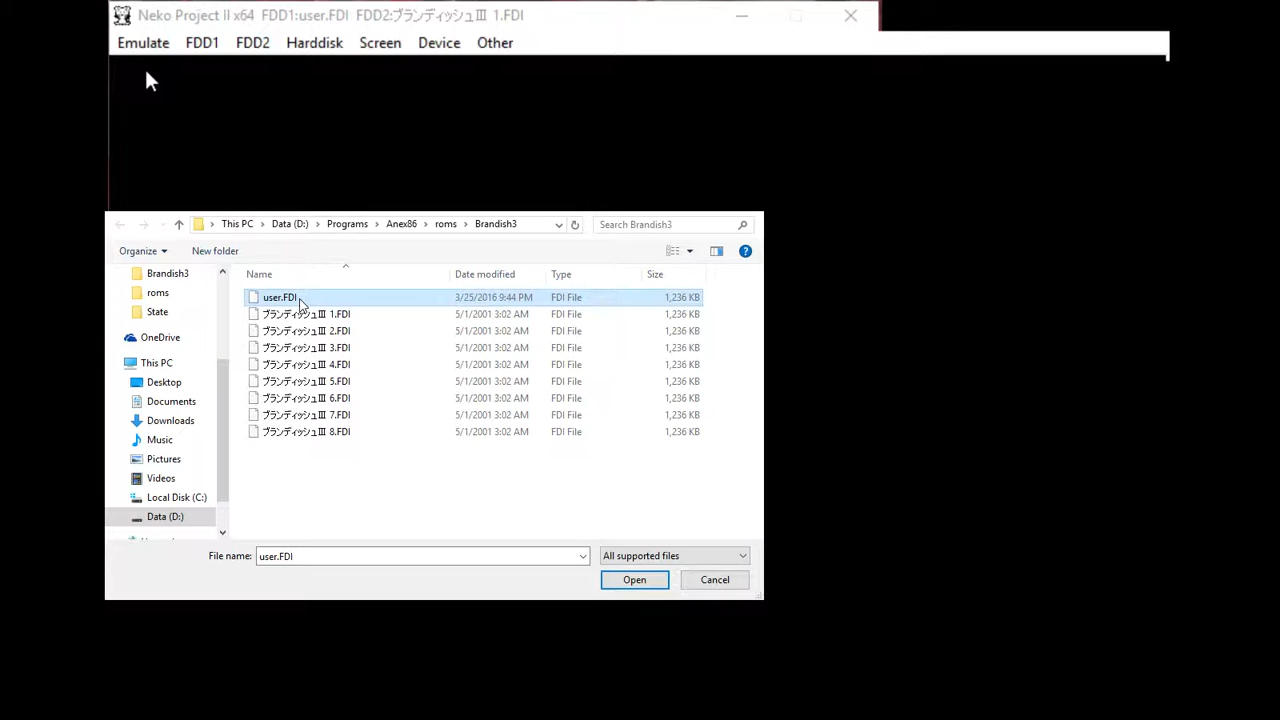 Neko Project II x64 FDD1:user.FDI FDD2:ブランディッシュⅢ 1.FDI
Emulate FDD1 FDD2 Harddisk Screen Device Other
This PC > Data (D:) > Programs > Anex86 > roms > Brandish3 Search Brandish3
Organize New folder
Name Date modified Type Size
Brandish3
roms
State
OneDrive
This PC
Desktop
Documents
Downloads
Music
Pictures
Videos
Local Disk (C:)
Data (D:)
user.FDI 3/25/2016 9:44 PM FDI File 1,236 KB
ブランディッシュⅢ 1.FDI 5/1/2001 3:02 AM FDI File 1,236 KB
ブランディッシュⅢ 2.FDI 5/1/2001 3:02 AM FDI File 1,236 KB
ブランディッシュⅢ 3.FDI 5/1/2001 3:02 AM FDI File 1,236 KB
ブランディッシュⅢ 4.FDI 5/1/2001 3:02 AM FDI File 1,236 KB
ブランディッシュⅢ 5.FDI 5/1/2001 3:02 AM FDI File 1,236 KB
ブランディッシュⅢ 6.FDI 5/1/2001 3:02 AM FDI File 1,236 KB
ブランディッシュⅢ 7.FDI 5/1/2001 3:02 AM FDI File 1,236 KB
ブランディッシュⅢ 8.FDI 5/1/2001 3:02 AM FDI File 1,236 KB
File name: user.FDI All supported files
Open Cancel